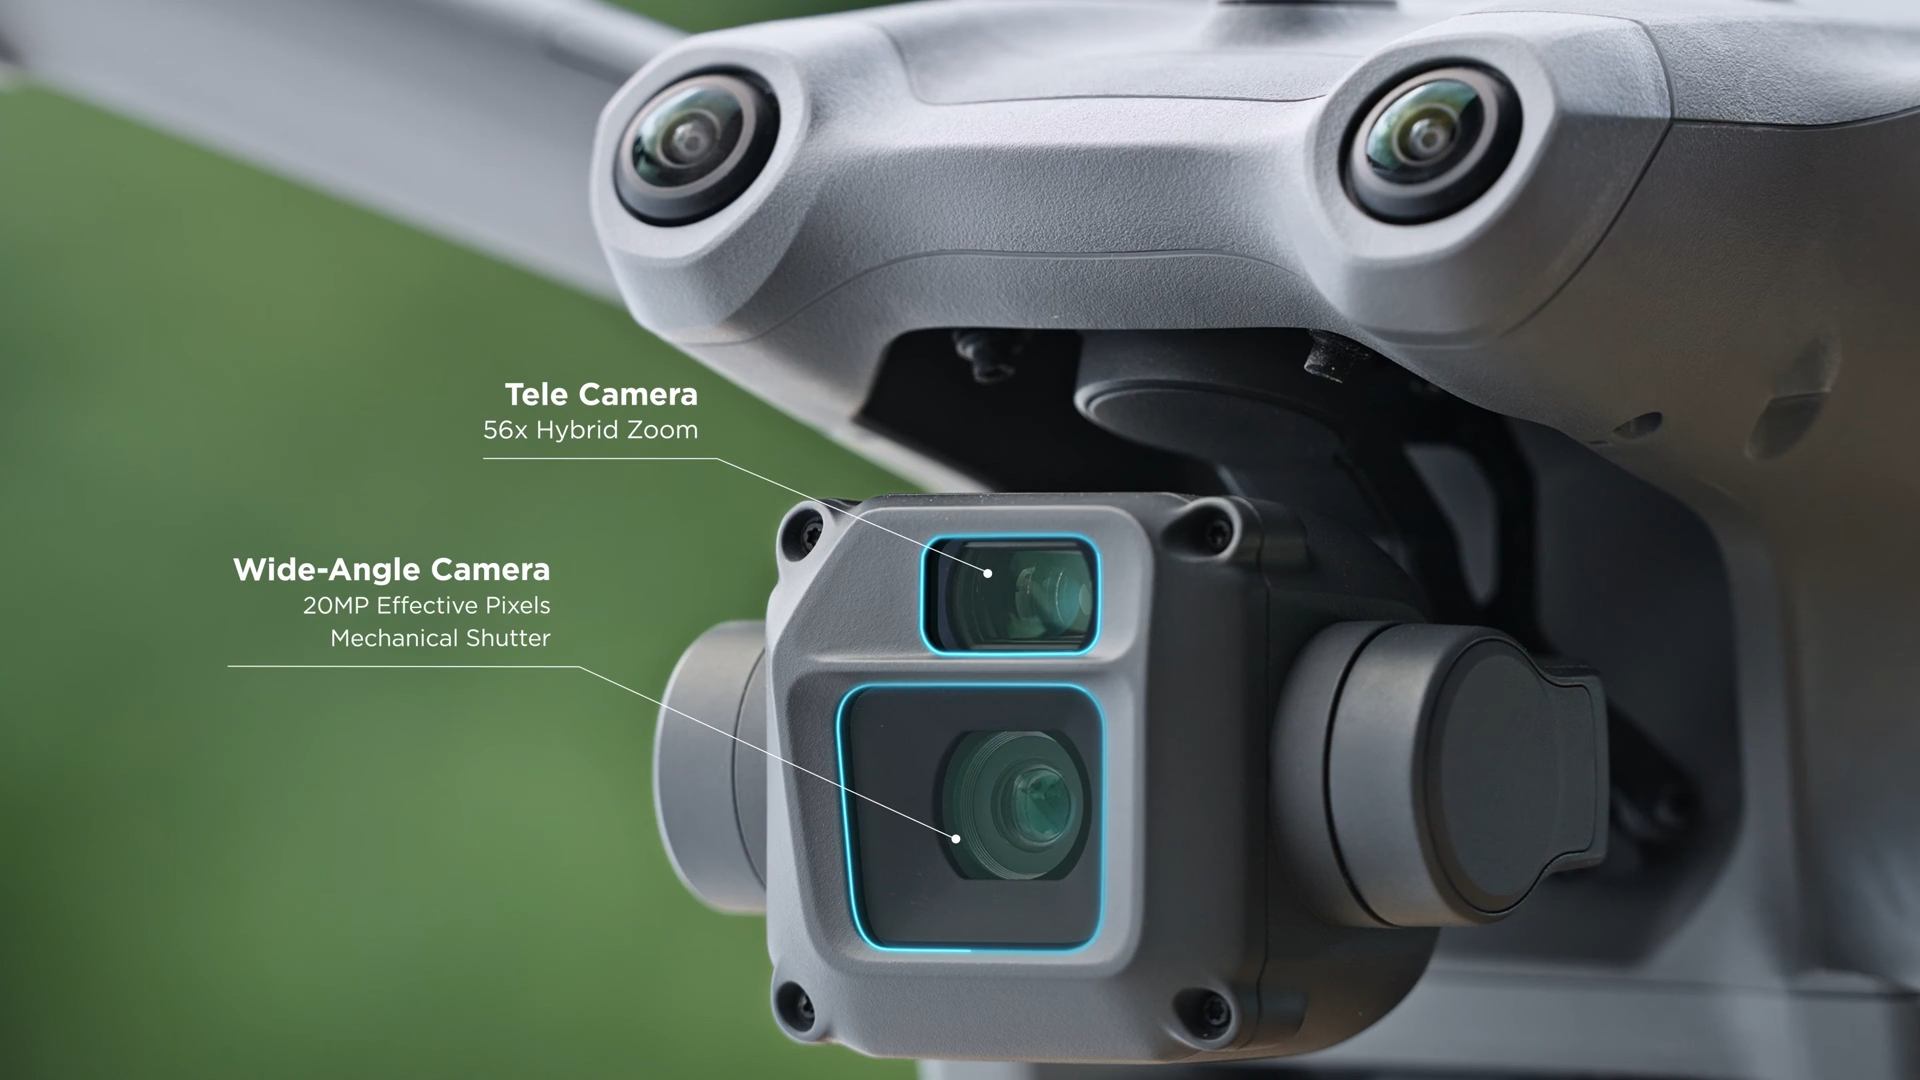 Tele Camera
56x Hybrid Zoom
Wide-Angle Camera
20MP Effective Pixels
Mechanical Shutter